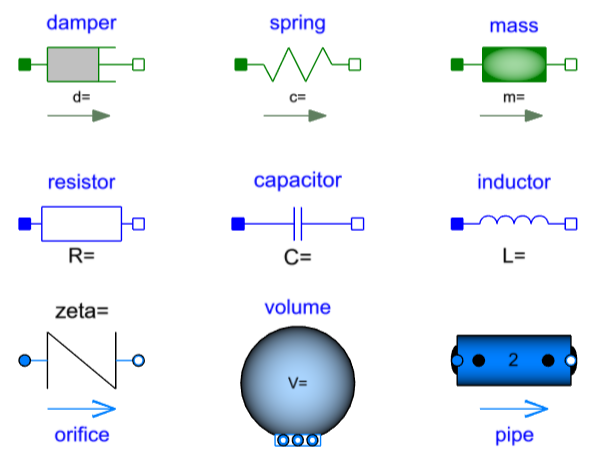 damper
spring
mass
d=
c=
m=
resistor
capacitor
inductor
R=
C=
L=
zeta=
volume
V=
2
orifice
pipe